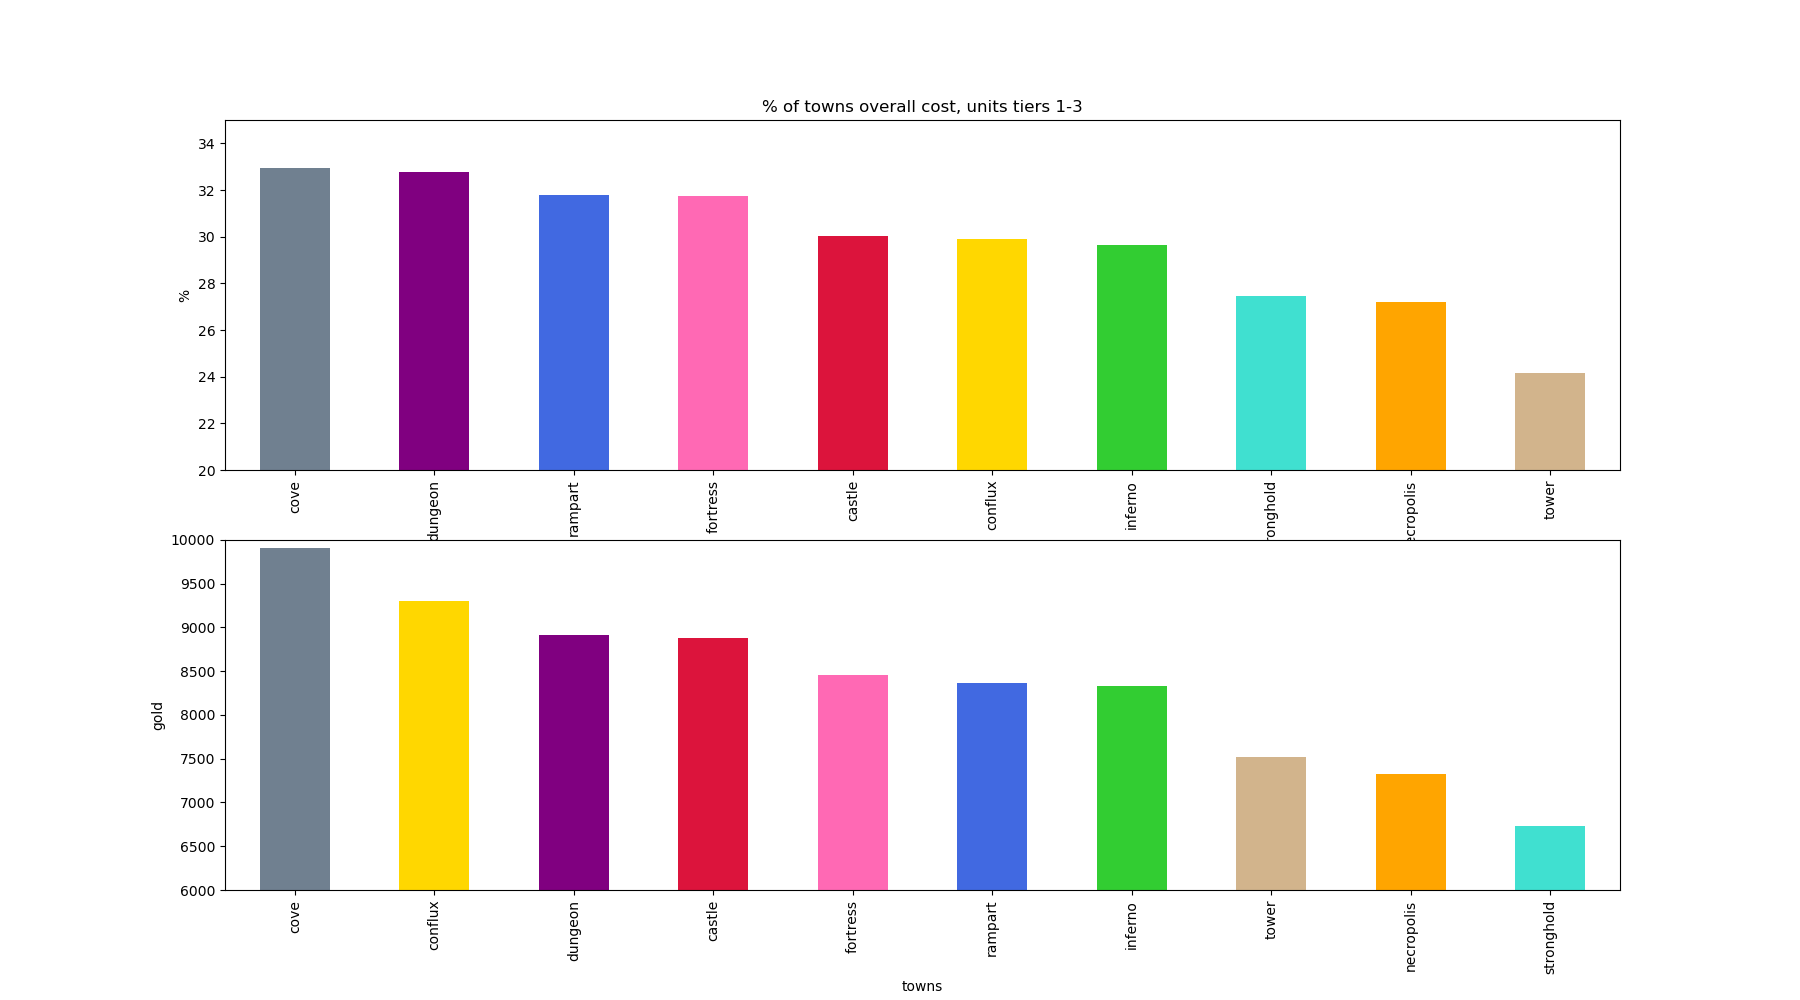 % of towns overall cost, units tiers 1-3
34
32
30
28
26
24
22
20
%
cove
dungeon
rampart
fortress
castle
conflux
inferno
ronghold
ecropolis
tower
10000
9500
9000
8500
8000
7500
7000
6500
6000
gold
cove
conflux
dungeon
castle
fortress
rampart
inferno
tower
necropolis
stronghold
towns